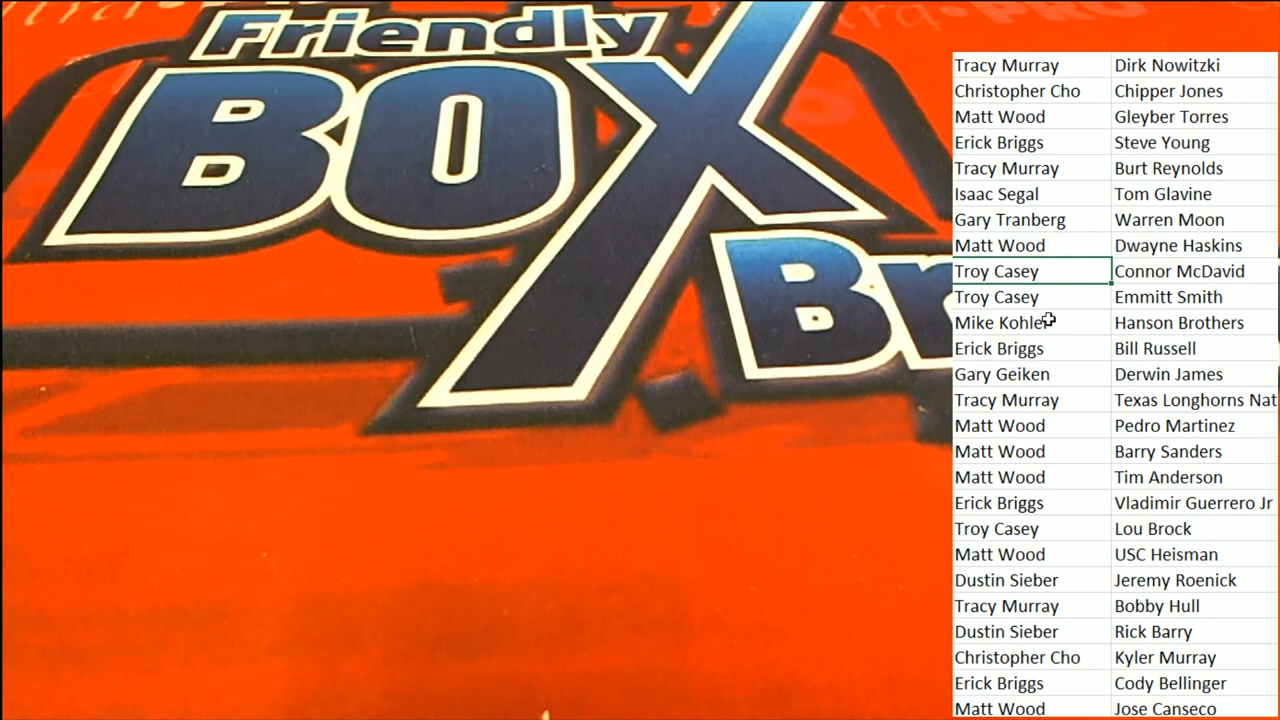 Friendly
BOX
Br
Tracy Murray Dirk Nowitzki
Christopher Cho Chipper Jones
Matt Wood Gleyber Torres
Erick Briggs Steve Young
Tracy Murray Burt Reynolds
Isaac Segal Tom Glavine
Gary Tranberg Warren Moon
Matt Wood Dwayne Haskins
Troy Casey Connor McDavid
Troy Casey Emmitt Smith
Mike Kohler Hanson Brothers
Erick Briggs Bill Russell
Gary Geiken Derwin James
Tracy Murray Texas Longhorns Nat
Matt Wood Pedro Martinez
Matt Wood Barry Sanders
Matt Wood Tim Anderson
Erick Briggs Vladimir Guerrero Jr
Troy Casey Lou Brock
Matt Wood USC Heisman
Dustin Sieber Jeremy Roenick
Tracy Murray Bobby Hull
Dustin Sieber Rick Barry
Christopher Cho Kyler Murray
Erick Briggs Cody Bellinger
Matt Wood Jose Canseco